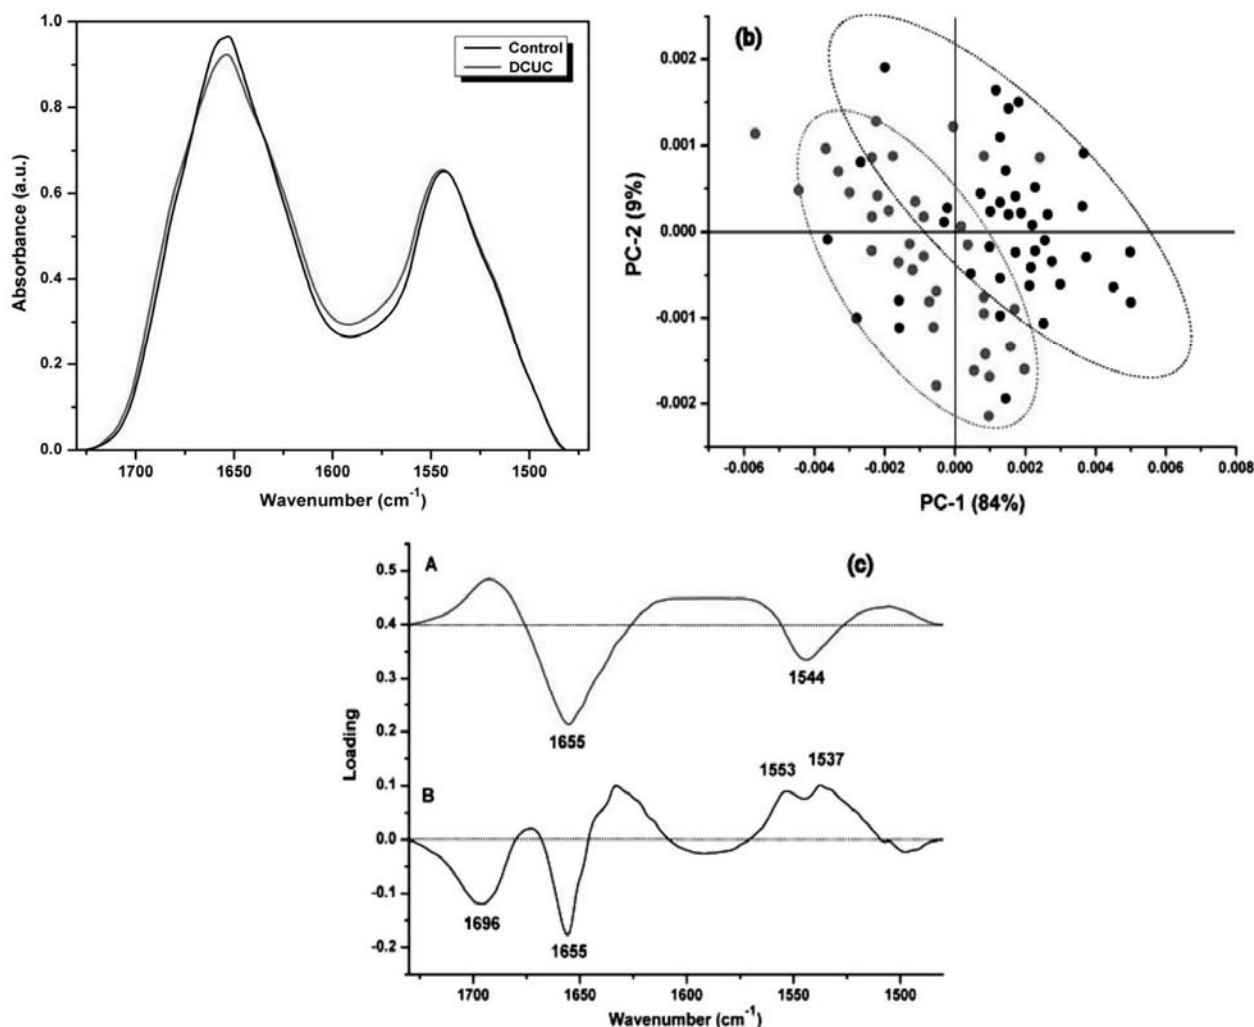 1.0
0.8
0.6
0.4
0.2
0.0
Absorbance (a.u.)
Control
DCUC
1700 1650 1600 1550 1500
Wavenumber (cm-1)
(b)
0.002
0.001
0.000
-0.001
-0.002
PC-2 (9%)
-0.006 -0.004 -0.002 0.000 0.002 0.004 0.006 0.008
PC-1 (84%)
(c)
A
B
0.5
0.4
0.3
0.2
0.1
0.0
-0.1
-0.2
Loading
1655
1544
1553
1537
1696
1655
1700 1650 1600 1550 1500
Wavenumber (cm-1)